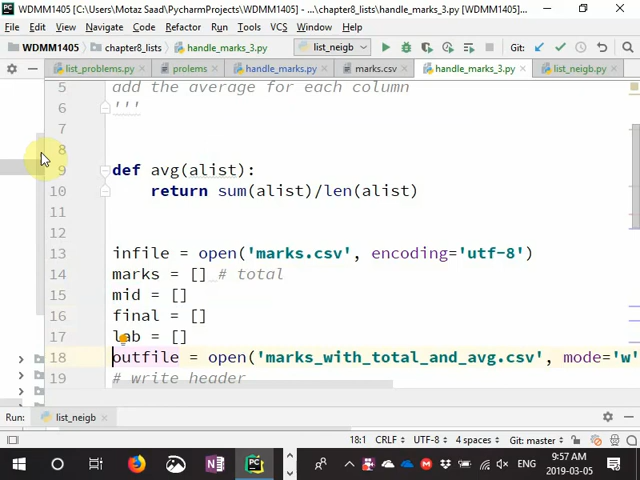 WDMM1405 [C:\Users\Motaz Saad\PycharmProjects\WDMM1405] - ...\chapter8_lists\handle_marks_3.py - ...
File Edit View Navigate Code Refactor Run Tools VCS Window Help
WDMM1405 chapter8_lists handle_marks_3.py list_neigb Git:
list_problems.py prolems handle_marks.py marks.csv handle_marks_3.py list_neigb.py
5 add the average for each column
6 '''
7
8
9 def avg(alist):
10 return sum(alist)/len(alist)
11
12
13 infile = open('marks.csv', encoding='utf-8')
14 marks = [] # total
15 mid = []
16 final = []
17 lab = []
18 outfile = open('marks_with_total_and_avg.csv', mode='w'
19 # write header
Run: list_neigb
18:1 CRLF UTF-8 4 spaces Git: master
ENG 9:57 AM
2019-03-05